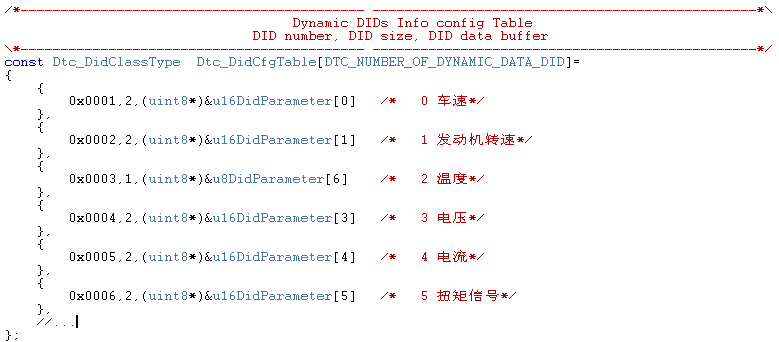 /*------------------------------------------- ------------------------------------------------*\
Dynamic DIDs Info config Table
DID number, DID size, DID data buffer
\*------------------------------------------- ------------------------------------------------*/
const Dtc_DidClassType  Dtc_DidCfgTable[DTC_NUMBER_OF_DYNAMIC_DATA_DID]=
{
    {
        0x0001,2,(uint8*)&u16DidParameter[0]   /*   0 车速*/
    },
    {
        0x0002,2,(uint8*)&u16DidParameter[1]   /*   1 发动机转速*/
    },
    {
        0x0003,1,(uint8*)&u8DidParameter[6]    /*   2 温度*/
    },
    {
        0x0004,2,(uint8*)&u16DidParameter[3]   /*   3 电压*/
    },
    {
        0x0005,2,(uint8*)&u16DidParameter[4]   /*   4 电流*/
    },
    {
        0x0006,2,(uint8*)&u16DidParameter[5]   /*   5 扭矩信号*/
    },
    //...
};